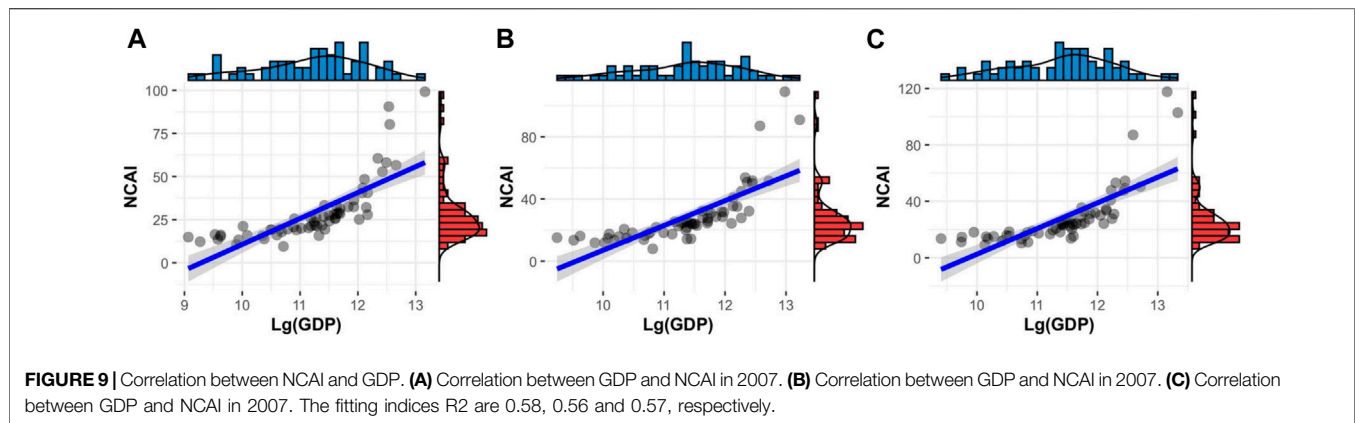 A
B
C
100
75
50
25
0
NCAI
9
10
11
12
13
Lg(GDP)
80
40
0
NCAI
10
11
12
13
Lg(GDP)
120
80
40
0
NCAI
10
11
12
13
Lg(GDP)
FIGURE 9 | Correlation between NCAI and GDP. (A) Correlation between GDP and NCAI in 2007. (B) Correlation between GDP and NCAI in 2007. (C) Correlation
between GDP and NCAI in 2007. The fitting indices R2 are 0.58, 0.56 and 0.57, respectively.